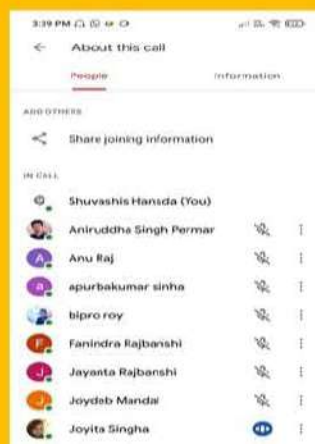 3:29 PM
About this call
People Information
ADD OTHERS
Share joining information
IN CALL
Shuvashis Hansda (You)
Aniruddha Singh Permar
A Anu Raj
a apurbakumar sinha
bipro roy
F Fanindra Rajbanshi
J Jayanta Rajbanshi
J Joydeb Mandal
Joyita Singha